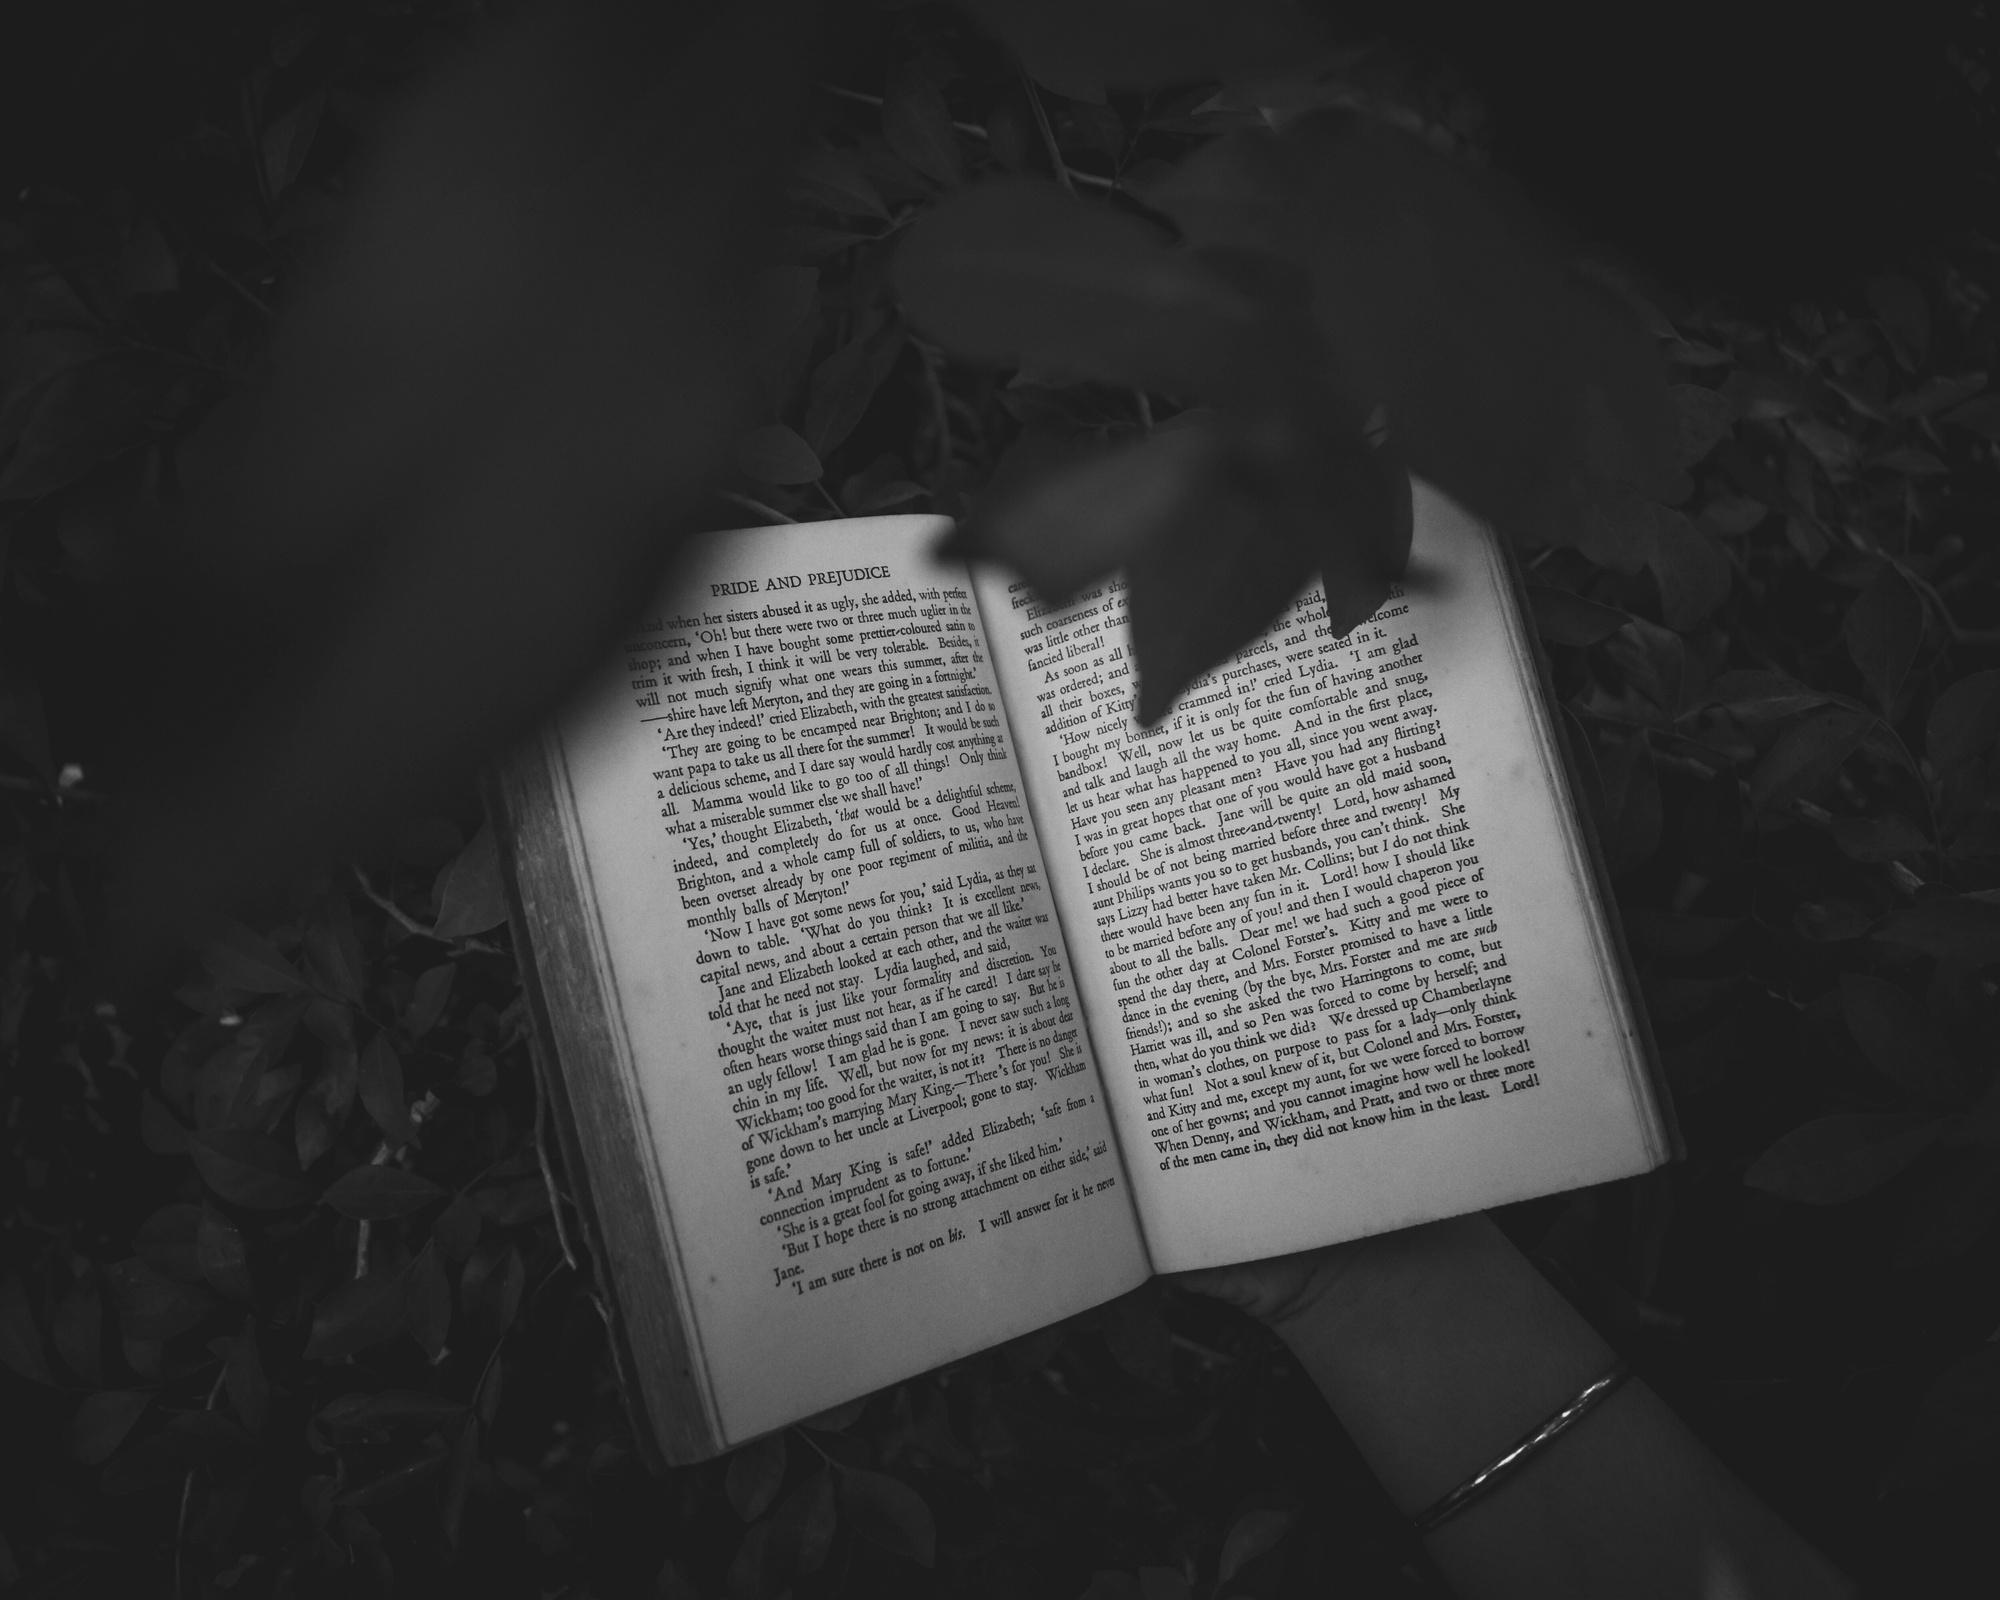 PRIDE AND PREJUDICE
And when her sisters abused it as ugly, she added, with perfect
unconcern, 'Oh! but there were two or three much uglier in the
shop; and when I have bought some prettier-coloured satin to
trim it with fresh, I think it will be very tolerable. Besides, it
will not much signify what one wears this summer, after the
——shire have left Meryton, and they are going in a fortnight.'
'Are they indeed!' cried Elizabeth, with the greatest satisfaction.
'They are going to be encamped near Brighton; and I do so
want papa to take us all there for the summer! It would be such
a delicious scheme, and I dare say would hardly cost anything at
all. Mamma would like to go too of all things! Only think
what a miserable summer else we shall have!'
'Yes,' thought Elizabeth, 'that would be a delightful scheme,
indeed, and completely do for us at once. Good Heaven!
Brighton, and a whole camp full of soldiers, to us, who have
been overset already by one poor regiment of militia, and the
monthly balls of Meryton!'
'Now I have got some news for you,' said Lydia, as they sat
down to table. 'What do you think? It is excellent news,
capital news, and about a certain person that we all like.'
Jane and Elizabeth looked at each other, and the waiter was
told that he need not stay. Lydia laughed, and said,
'Aye, that is just like your formality and discretion. You
thought the waiter must not hear, as if he cared! I dare say he
often hears worse things said than I am going to say. But he is
an ugly fellow! I am glad he is gone. I never saw such a long
chin in my life. Well, but now for my news: it is about dear
Wickham; too good for the waiter, is not it? There is no danger
of Wickham's marrying Mary King.—There's for you! She is
gone down to her uncle at Liverpool; gone to stay. Wickham
is safe.'
'And Mary King is safe!' added Elizabeth; 'safe from a
connection imprudent as to fortune.'
'She is a great fool for going away, if she liked him.'
'But I hope there is no strong attachment on either side,' said
Jane.
'I am sure there is not on his. I will answer for it he never
Elizabeth was sho
such coarseness of ex
was little other than
fancied liberal!
As soon as all paid,
was ordered; and the whole
all their boxes, parcels, and the welcome
addition of Kitty' Lydia's purchases, were seated in it.
'How nicely crammed in!' cried Lydia. 'I am glad
I bought my bonnet, if it is only for the fun of having another
bandbox! Well, now let us be quite comfortable and snug,
and talk and laugh all the way home. And in the first place,
let us hear what has happened to you all, since you went away.
Have you seen any pleasant men? Have you had any flirting?
I was in great hopes that one of you would have got a husband
before you came back. Jane will be quite an old maid soon,
I declare. She is almost three-and-twenty! Lord, how ashamed
I should be of not being married before three and twenty! My
aunt Philips wants you so to get husbands, you can't think. She
says Lizzy had better have taken Mr. Collins; but I do not think
there would have been any fun in it. Lord! how I should like
to be married before any of you! and then I would chaperon you
about to all the balls. Dear me! we had such a good piece of
fun the other day at Colonel Forster's. Kitty and me were to
spend the day there, and Mrs. Forster promised to have a little
dance in the evening (by the bye, Mrs. Forster and me are such
friends!); and so she asked the two Harringtons to come, but
Harriet was ill, and so Pen was forced to come by herself; and
then, what do you think we did? We dressed up Chamberlayne
in woman's clothes, on purpose to pass for a lady—only think
what fun! Not a soul knew of it, but Colonel and Mrs. Forster,
and Kitty and me, except my aunt, for we were forced to borrow
one of her gowns; and you cannot imagine how well he looked!
When Denny, and Wickham, and Pratt, and two or three more
of the men came in, they did not know him in the least. Lord!